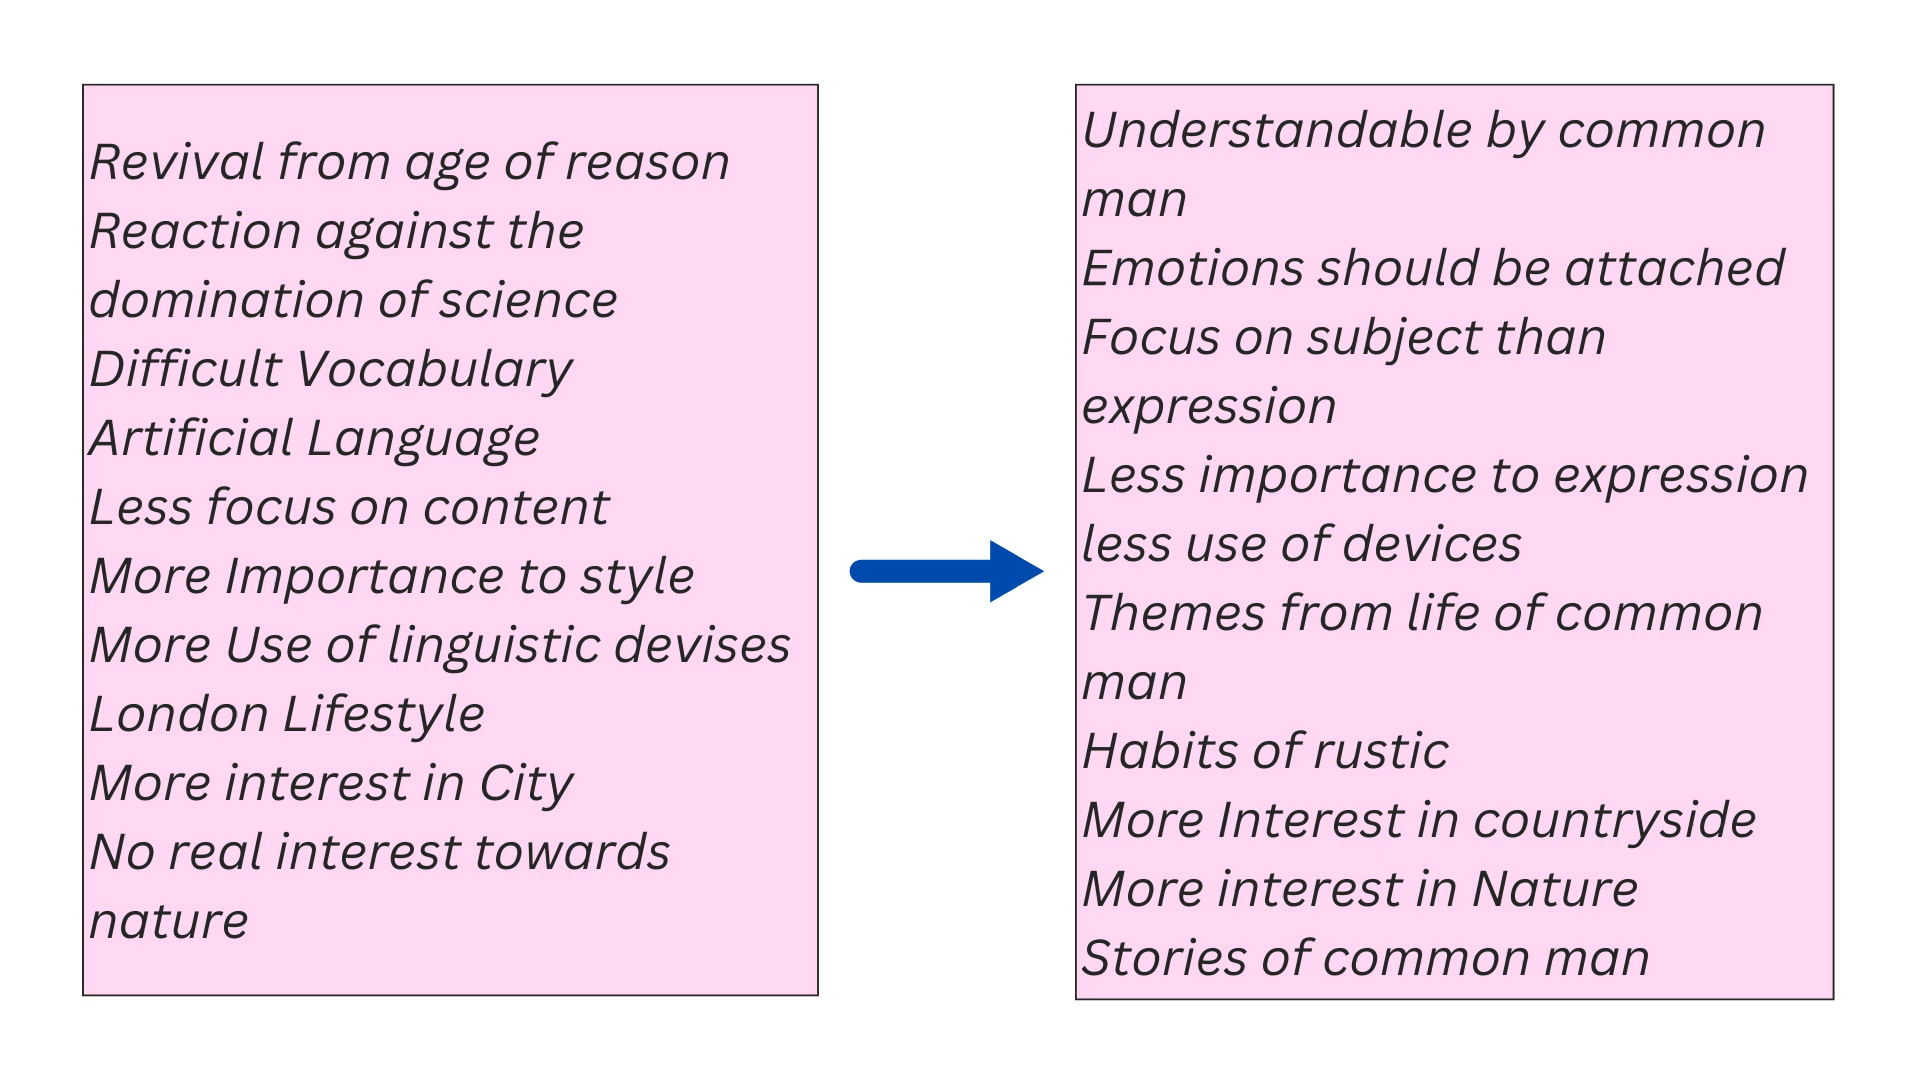 Revival from age of reason
Reaction against the
domination of science
Difficult Vocabulary
Artificial Language
Less focus on content
More Importance to style
More Use of linguistic devises
London Lifestyle
More interest in City
No real interest towards
nature
Understandable by common
man
Emotions should be attached
Focus on subject than
expression
Less importance to expression
less use of devices
Themes from life of common
man
Habits of rustic
More Interest in countryside
More interest in Nature
Stories of common man